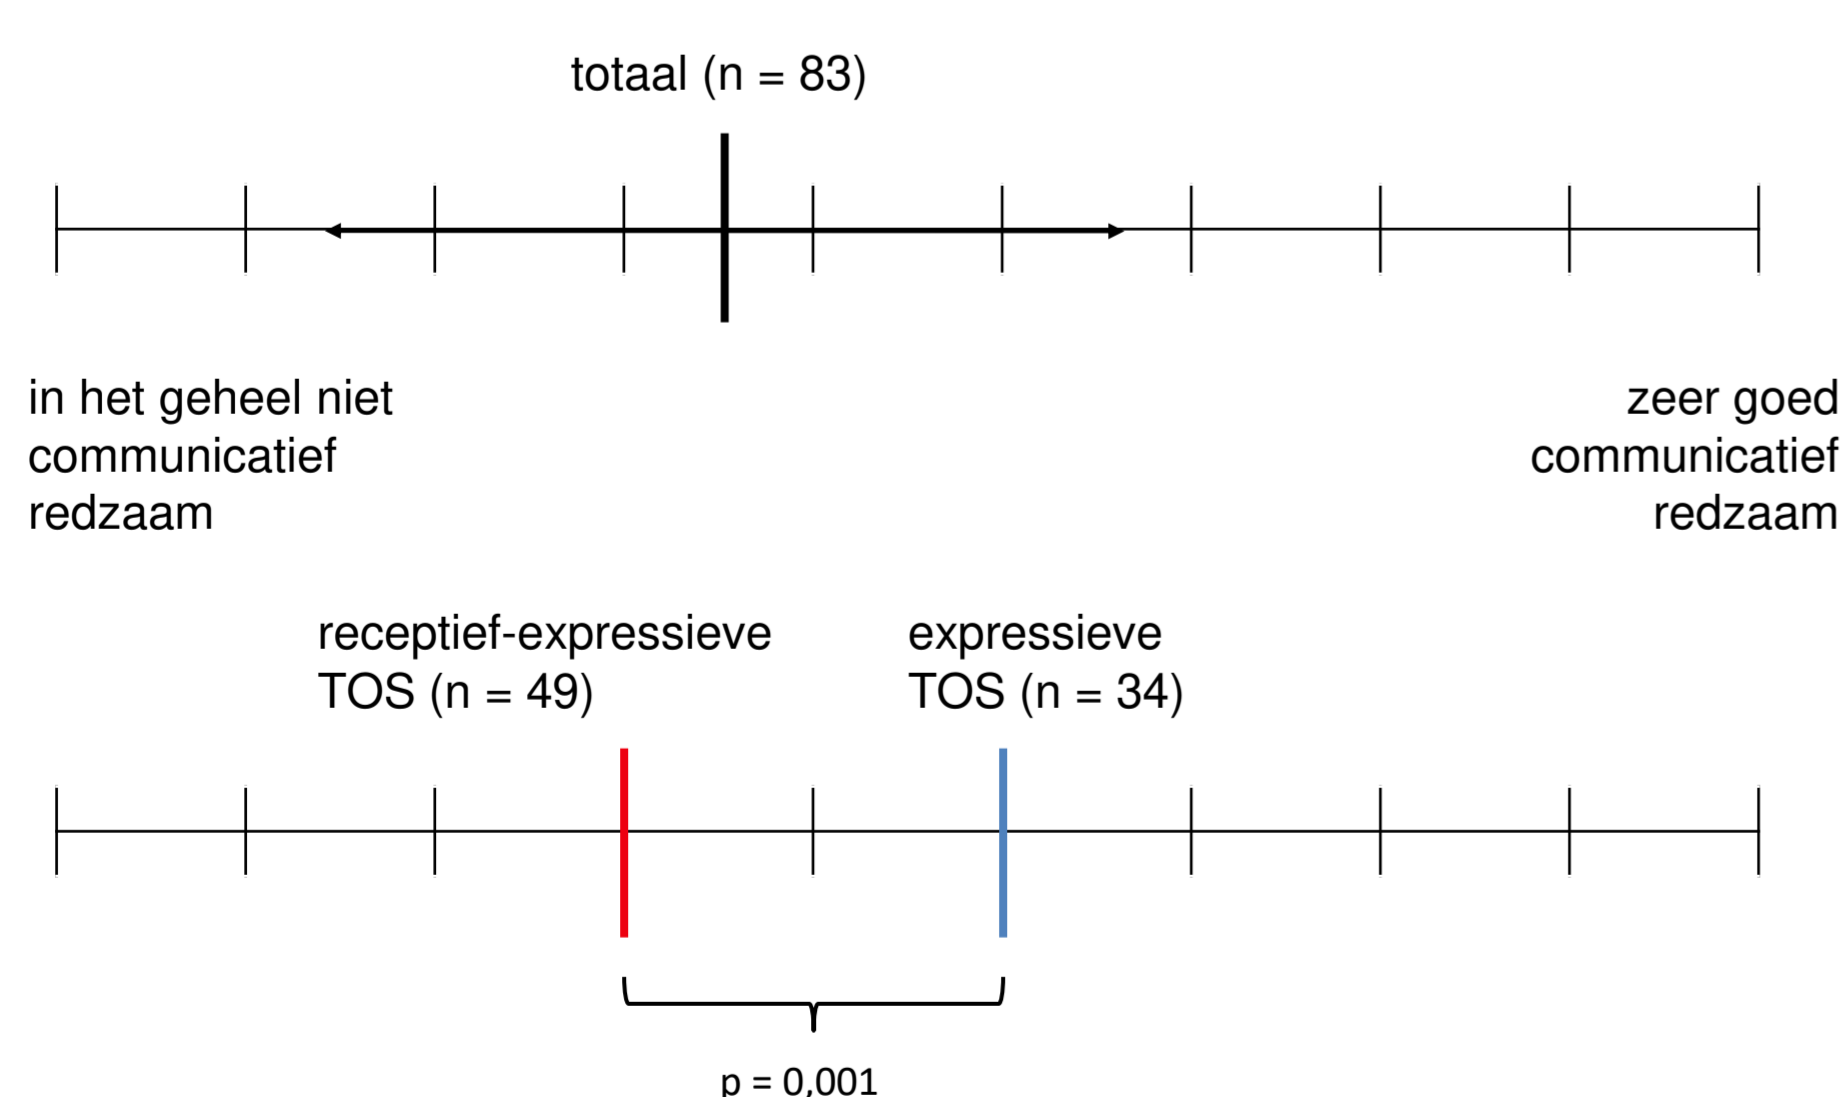 totaal (n = 83)
in het geheel niet
communicatief
redzaam
zeer goed
communicatief
redzaam
receptief-expressieve
TOS (n = 49)
expressieve
TOS (n = 34)
p = 0,001